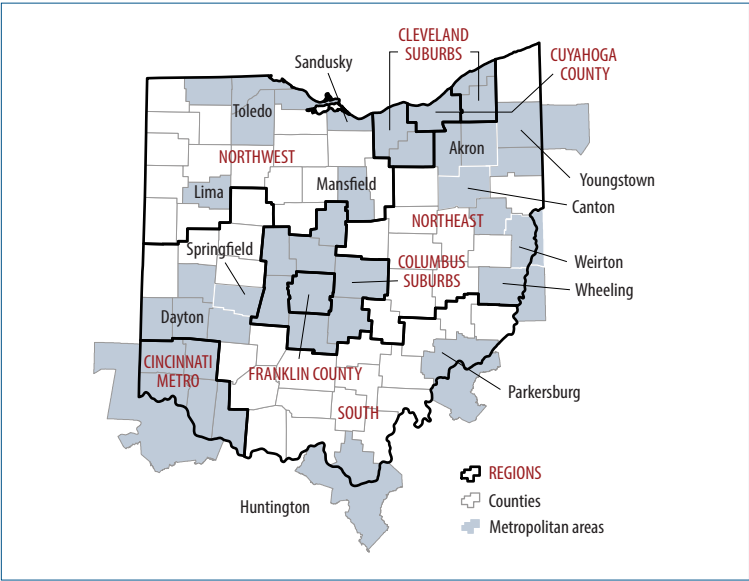 CLEVELAND
SUBURBS
Sandusky
CUYAHOGA
COUNTY
Toledo
Akron
NORTHWEST
Youngstown
Lima
Mansfield
Canton
NORTHEAST
Springfield
COLUMBUS
SUBURBS
Weirton
Wheeling
Dayton
CINCINNATI
METRO
FRANKLIN COUNTY
Parkersburg
SOUTH
REGIONS
Counties
Huntington
Metropolitan areas